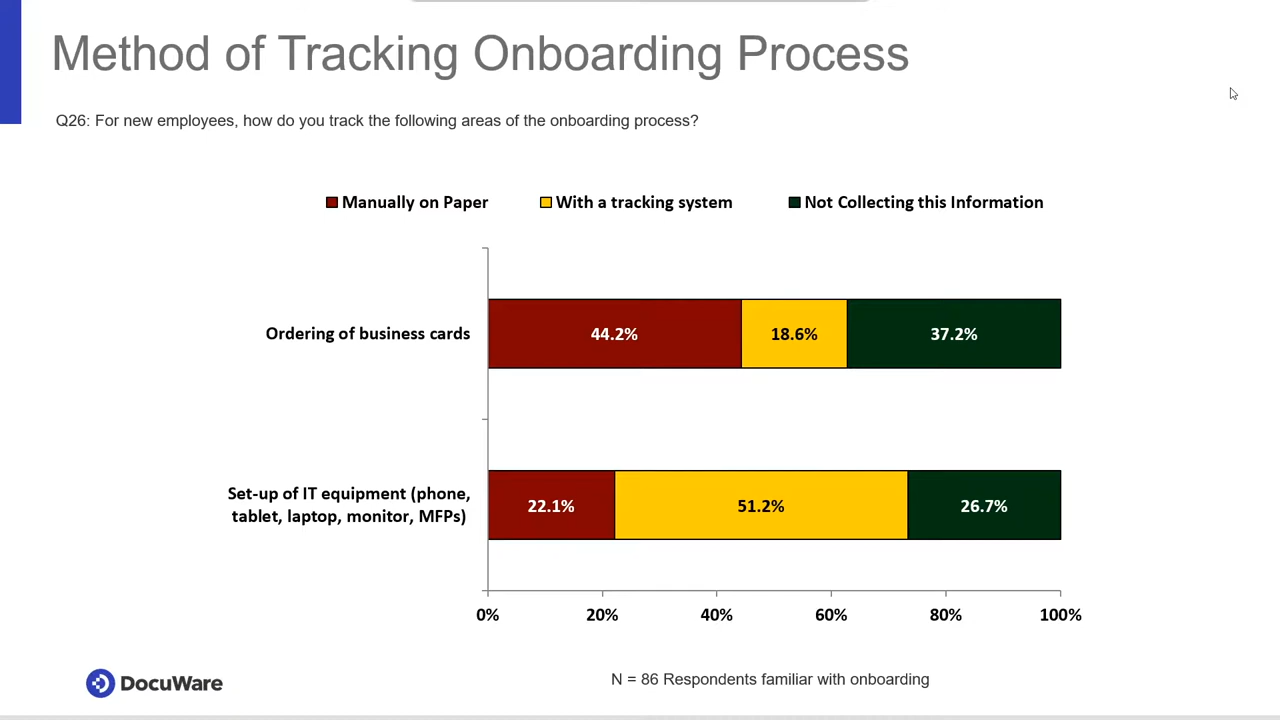 Method of Tracking Onboarding Process
Q26: For new employees, how do you track the following areas of the onboarding process?
Manually on Paper
With a tracking system
Not Collecting this Information
Ordering of business cards
44.2%
18.6%
37.2%
Set-up of IT equipment (phone,
tablet, laptop, monitor, MFPs)
22.1%
51.2%
26.7%
0%
20%
40%
60%
80%
100%
DocuWare
N = 86 Respondents familiar with onboarding